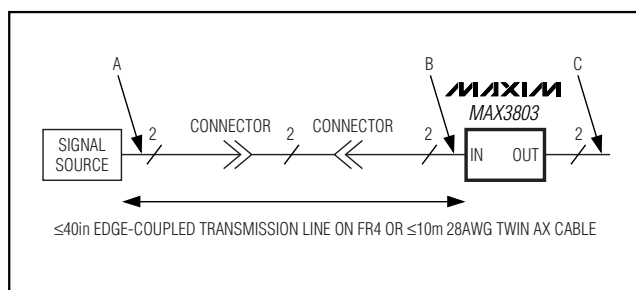 A
B
C
MAXIM
MAX3803
SIGNAL
SOURCE
2
CONNECTOR
2
CONNECTOR
2
IN
OUT
2
≤40in EDGE-COUPLED TRANSMISSION LINE ON FR4 OR ≤10m 28AWG TWIN AX CABLE